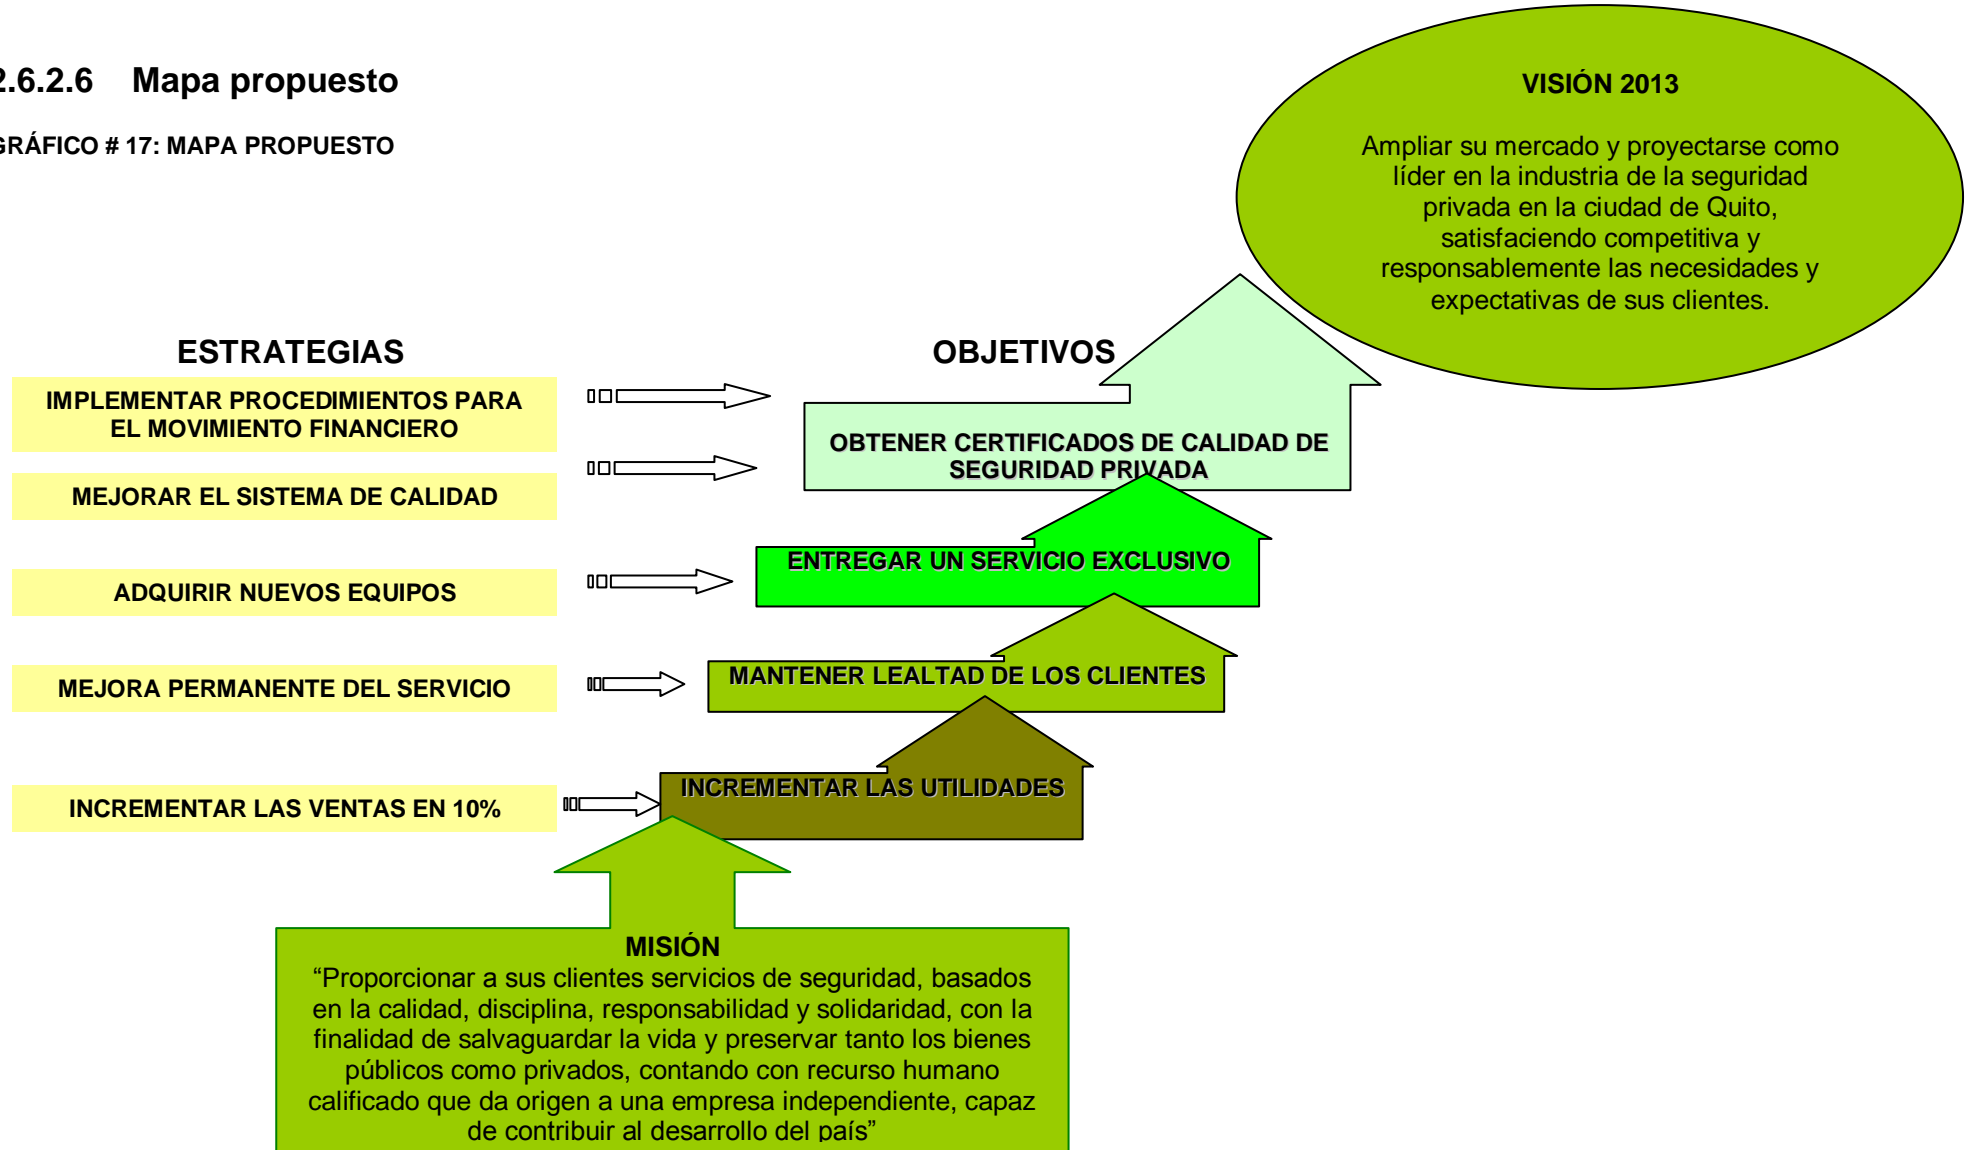 2.6.2.6 Mapa propuesto
GRÁFICO # 17: MAPA PROPUESTO
VISIÓN 2013
Ampliar su mercado y proyectarse como
líder en la industria de la seguridad
privada en la ciudad de Quito,
satisfaciendo competitiva y
responsablemente las necesidades y
expectativas de sus clientes.
ESTRATEGIAS
OBJETIVOS
IMPLEMENTAR PROCEDIMIENTOS PARA
EL MOVIMIENTO FINANCIERO
MEJORAR EL SISTEMA DE CALIDAD
OBTENER CERTIFICADOS DE CALIDAD DE
SEGURIDAD PRIVADA
ADQUIRIR NUEVOS EQUIPOS
ENTREGAR UN SERVICIO EXCLUSIVO
MEJORA PERMANENTE DEL SERVICIO
MANTENER LEALTAD DE LOS CLIENTES
INCREMENTAR LAS VENTAS EN 10%
INCREMENTAR LAS UTILIDADES
MISIÓN
“Proporcionar a sus clientes servicios de seguridad, basados
en la calidad, disciplina, responsabilidad y solidaridad, con la
finalidad de salvaguardar la vida y preservar tanto los bienes
públicos como privados, contando con recurso humano
calificado que da origen a una empresa independiente, capaz
de contribuir al desarrollo del país”